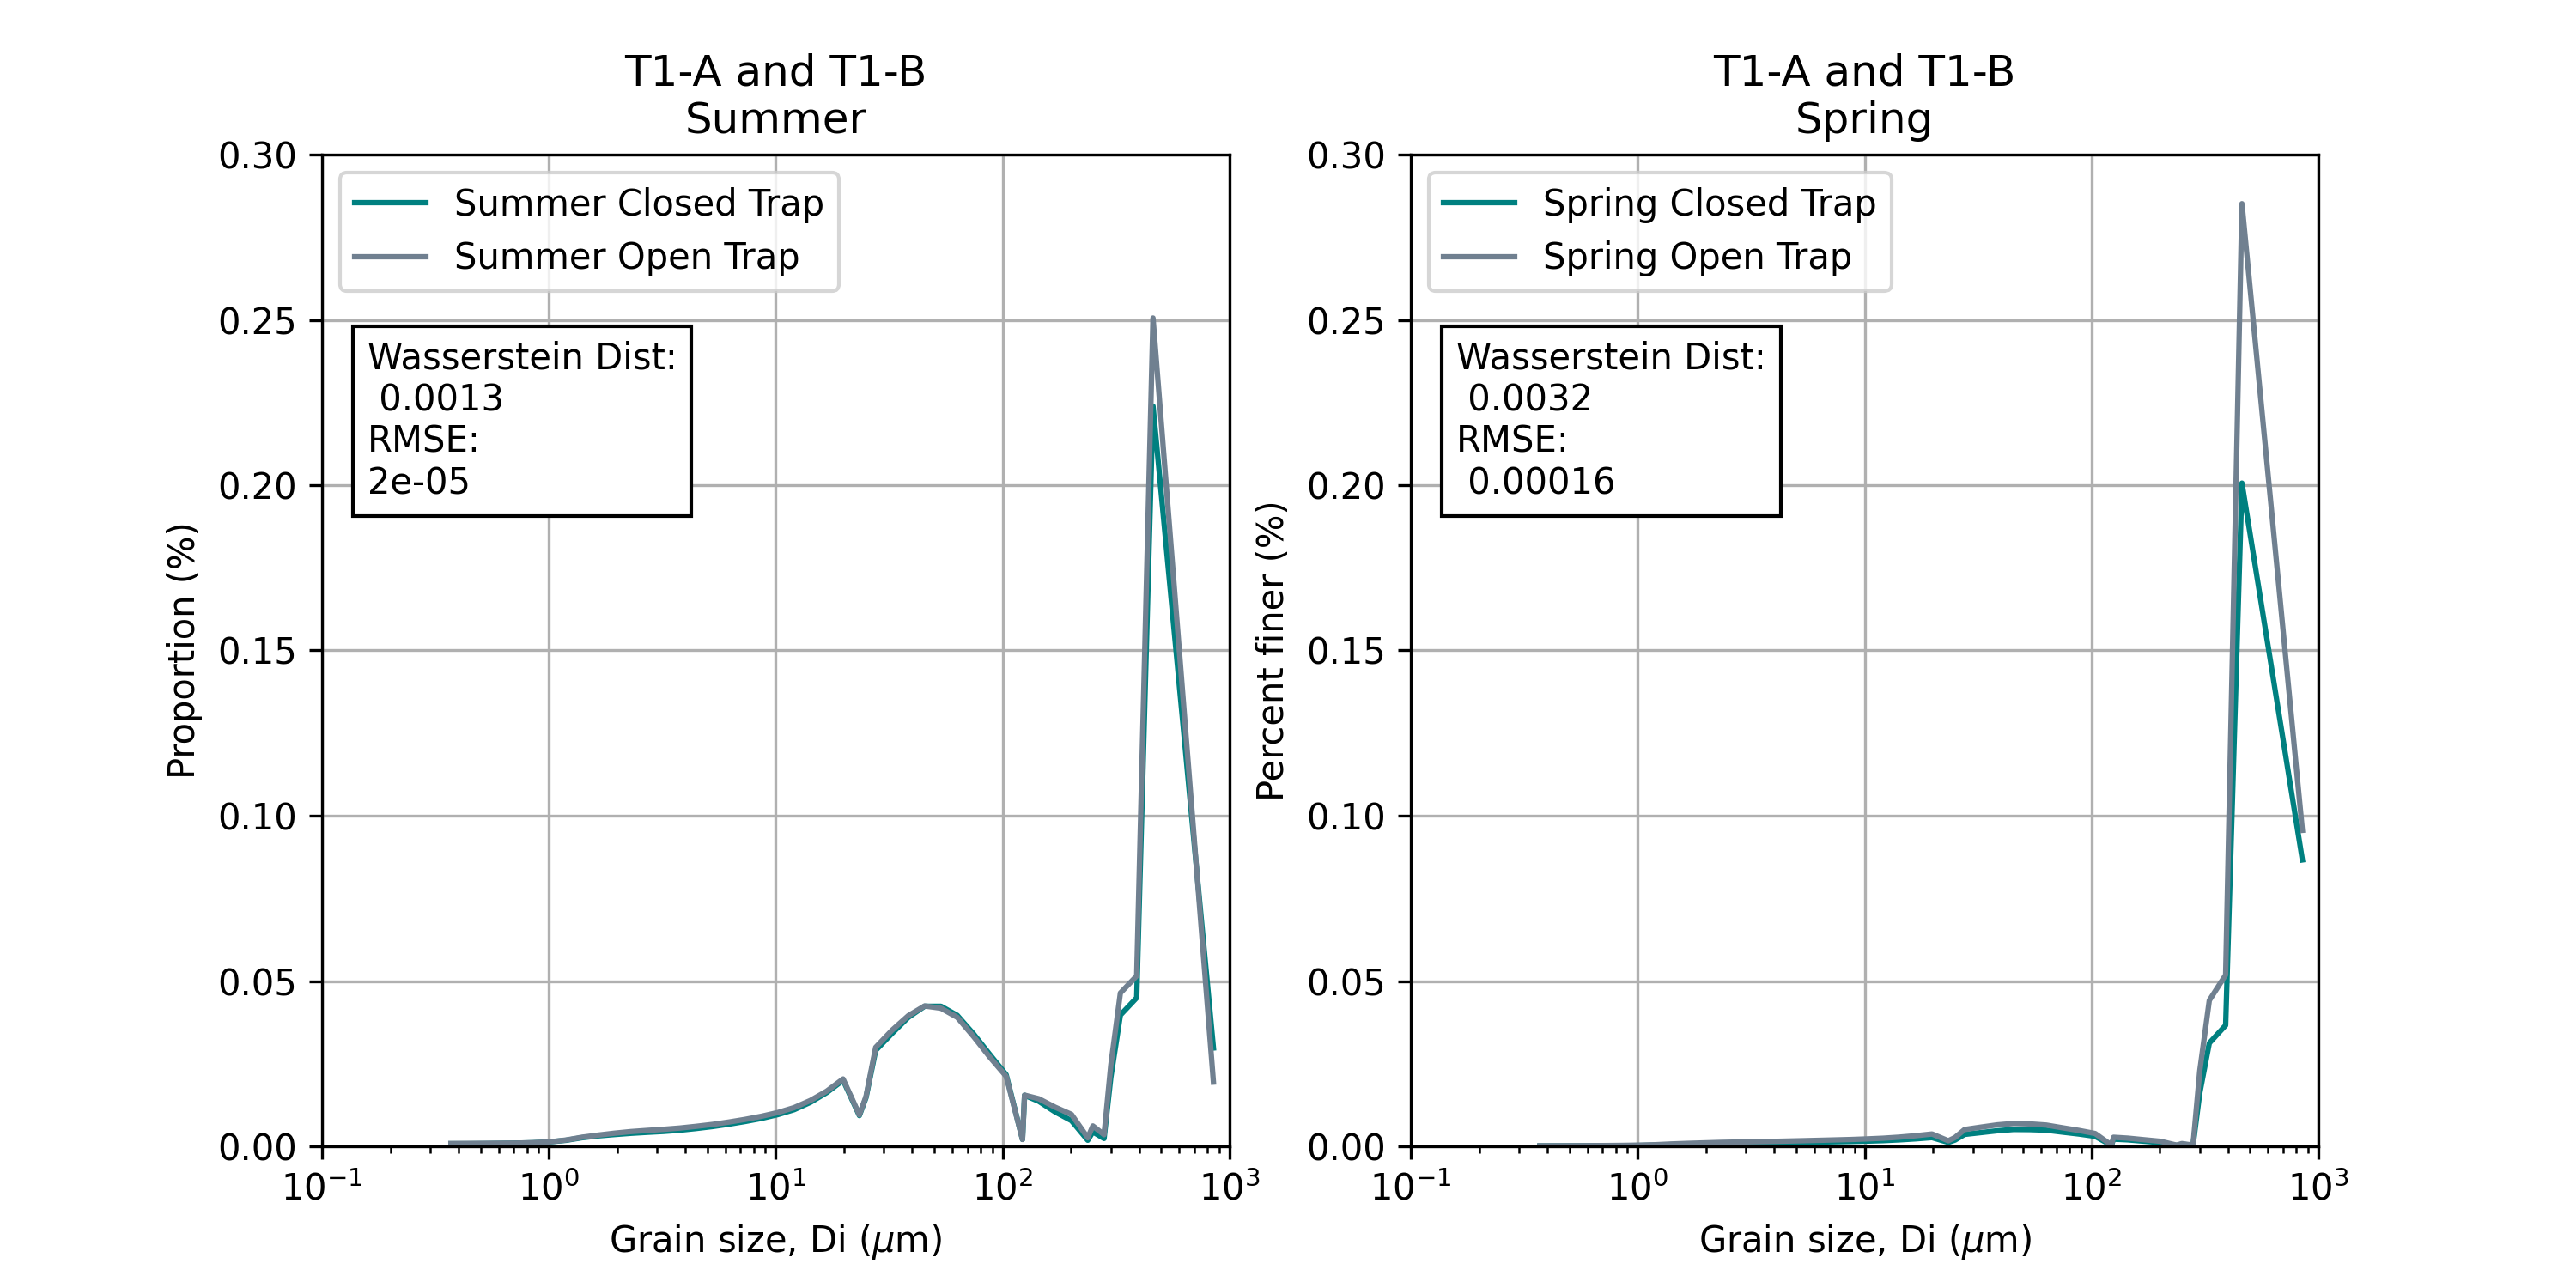 T1-A and T1-B
Summer
0.30
0.25
0.20
0.15
0.10
0.05
0.00
Proportion (%)
Summer Closed Trap
Summer Open Trap
Wasserstein Dist:
0.0013
RMSE:
2e-05
10⁻¹ 10⁰ 10¹ 10² 10³
Grain size, Di (μm)
T1-A and T1-B
Spring
0.30
0.25
0.20
0.15
0.10
0.05
0.00
Percent finer (%)
Spring Closed Trap
Spring Open Trap
Wasserstein Dist:
0.0032
RMSE:
0.00016
10⁻¹ 10⁰ 10¹ 10² 10³
Grain size, Di (μm)